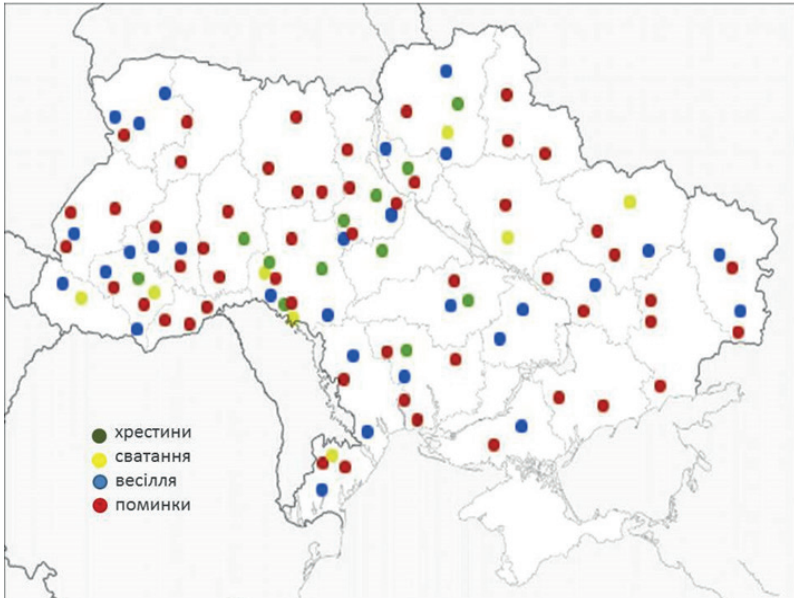 хрестини
сватання
весілля
поминки